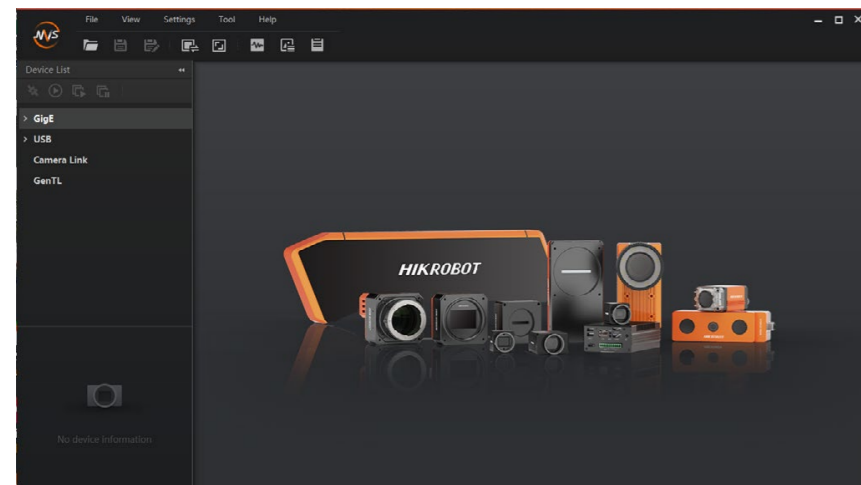 MVS
File View Settings Tool Help
Device List
GigE
USB
Camera Link
GenTL
HIKROBOT
No device information